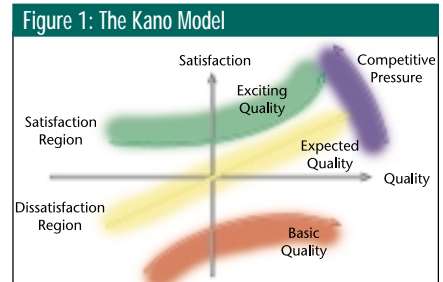 Figure 1: The Kano Model
Satisfaction
Competitive
Pressure
Exciting
Quality
Satisfaction
Region
Expected
Quality
Quality
Dissatisfaction
Region
Basic
Quality